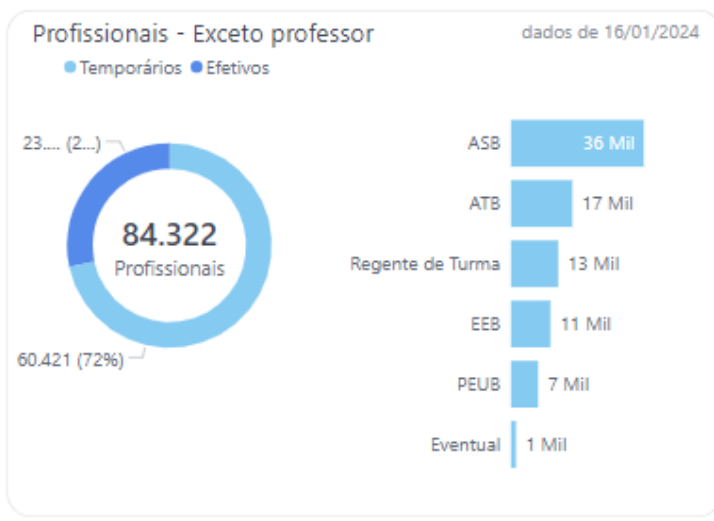 Profissionais - Exceto professor
dados de 16/01/2024
Temporários Efetivos
23.... (2...)
84.322
Profissionais
60.421 (72%)
ASB 36 Mil
ATB 17 Mil
Regente de Turma 13 Mil
EEB 11 Mil
PEUB 7 Mil
Eventual 1 Mil